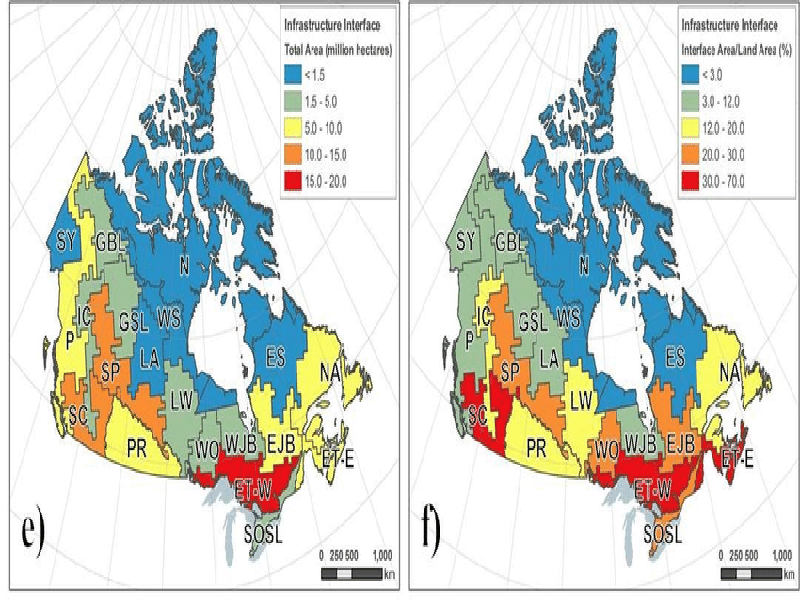 Infrastructure Interface
Total Area (million hectares)
< 1.5
1.5 - 5.0
5.0 - 10.0
10.0 - 15.0
15.0 - 20.0
SY
GBL
N
IC
GSL
WS
P
LA
ES
SP
NA
LW
SC
PR
WO
WJB
EJB
ET-E
ET-W
SOSL
e)
0 250 500 1,000
km
Infrastructure Interface
Interface Area/Land Area (%)
< 3.0
3.0 - 12.0
12.0 - 20.0
20.0 - 30.0
30.0 - 70.0
SY
GBL
N
IC
GSL
WS
P
LA
ES
SP
NA
LW
SC
PR
WO
WJB
EJB
ET-E
ET-W
SOSL
f)
0 250 500 1,000
km